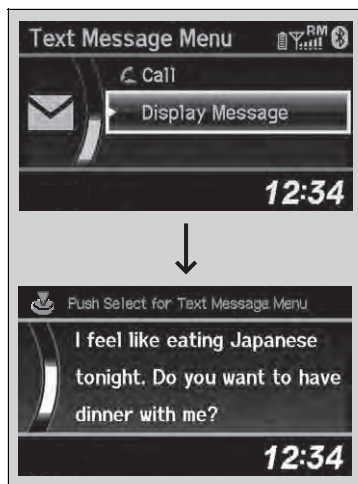 Text Message Menu
RM
Call
Display Message
12:34
Push Select for Text Message Menu
I feel like eating Japanese
tonight. Do you want to have
dinner with me?
12:34